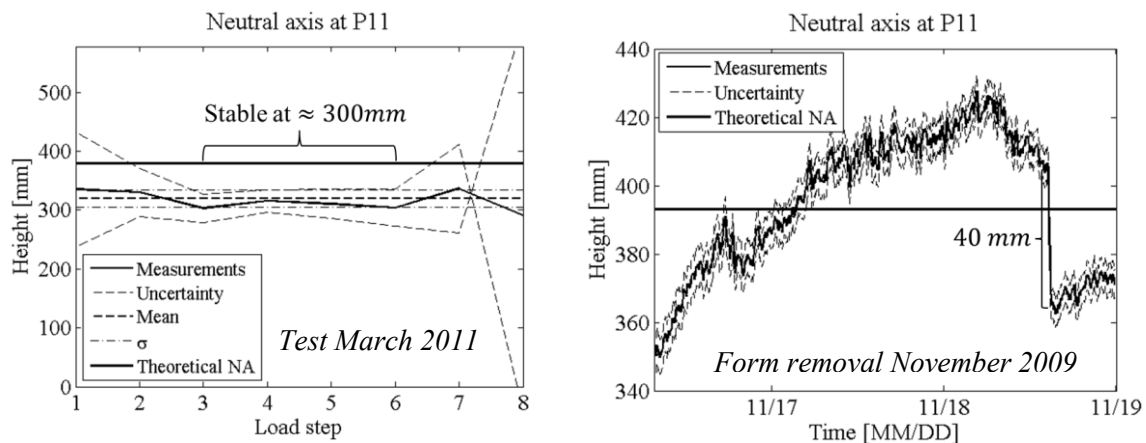 Neutral axis at P11
Height [mm]
500
400
300
200
100
0
Stable at ≈ 300mm
Measurements
Uncertainty
Mean
σ
Theoretical NA
Test March 2011
1 2 3 4 5 6 7 8
Load step
Neutral axis at P11
Height [mm]
440
420
400
380
360
340
Measurements
Uncertainty
Theoretical NA
40 mm
Form removal November 2009
11/17 11/18 11/19
Time [MM/DD]